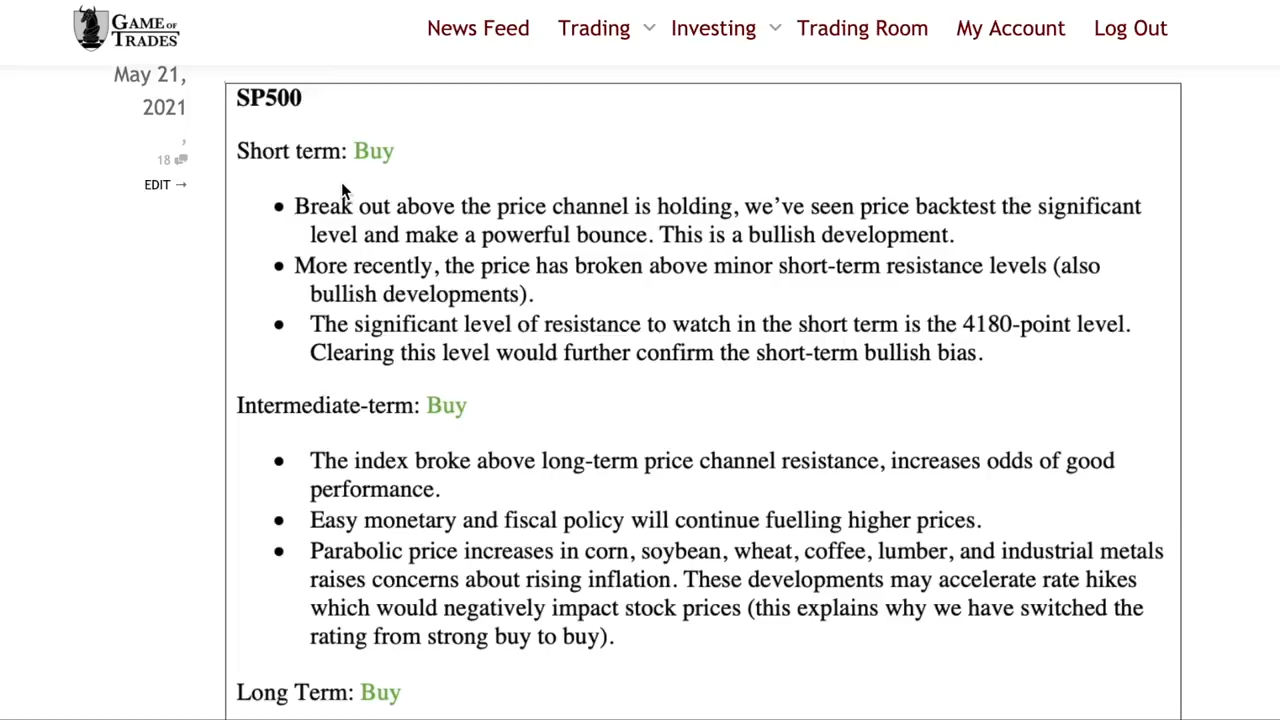 GAME OF
TRADES
News Feed Trading Investing Trading Room My Account Log Out
May 21,
2021
,
18
EDIT →
SP500
Short term: Buy
• Break out above the price channel is holding, we’ve seen price backtest the significant
level and make a powerful bounce. This is a bullish development.
• More recently, the price has broken above minor short-term resistance levels (also
bullish developments).
• The significant level of resistance to watch in the short term is the 4180-point level.
Clearing this level would further confirm the short-term bullish bias.
Intermediate-term: Buy
• The index broke above long-term price channel resistance, increases odds of good
performance.
• Easy monetary and fiscal policy will continue fuelling higher prices.
• Parabolic price increases in corn, soybean, wheat, coffee, lumber, and industrial metals
raises concerns about rising inflation. These developments may accelerate rate hikes
which would negatively impact stock prices (this explains why we have switched the
rating from strong buy to buy).
Long Term: Buy